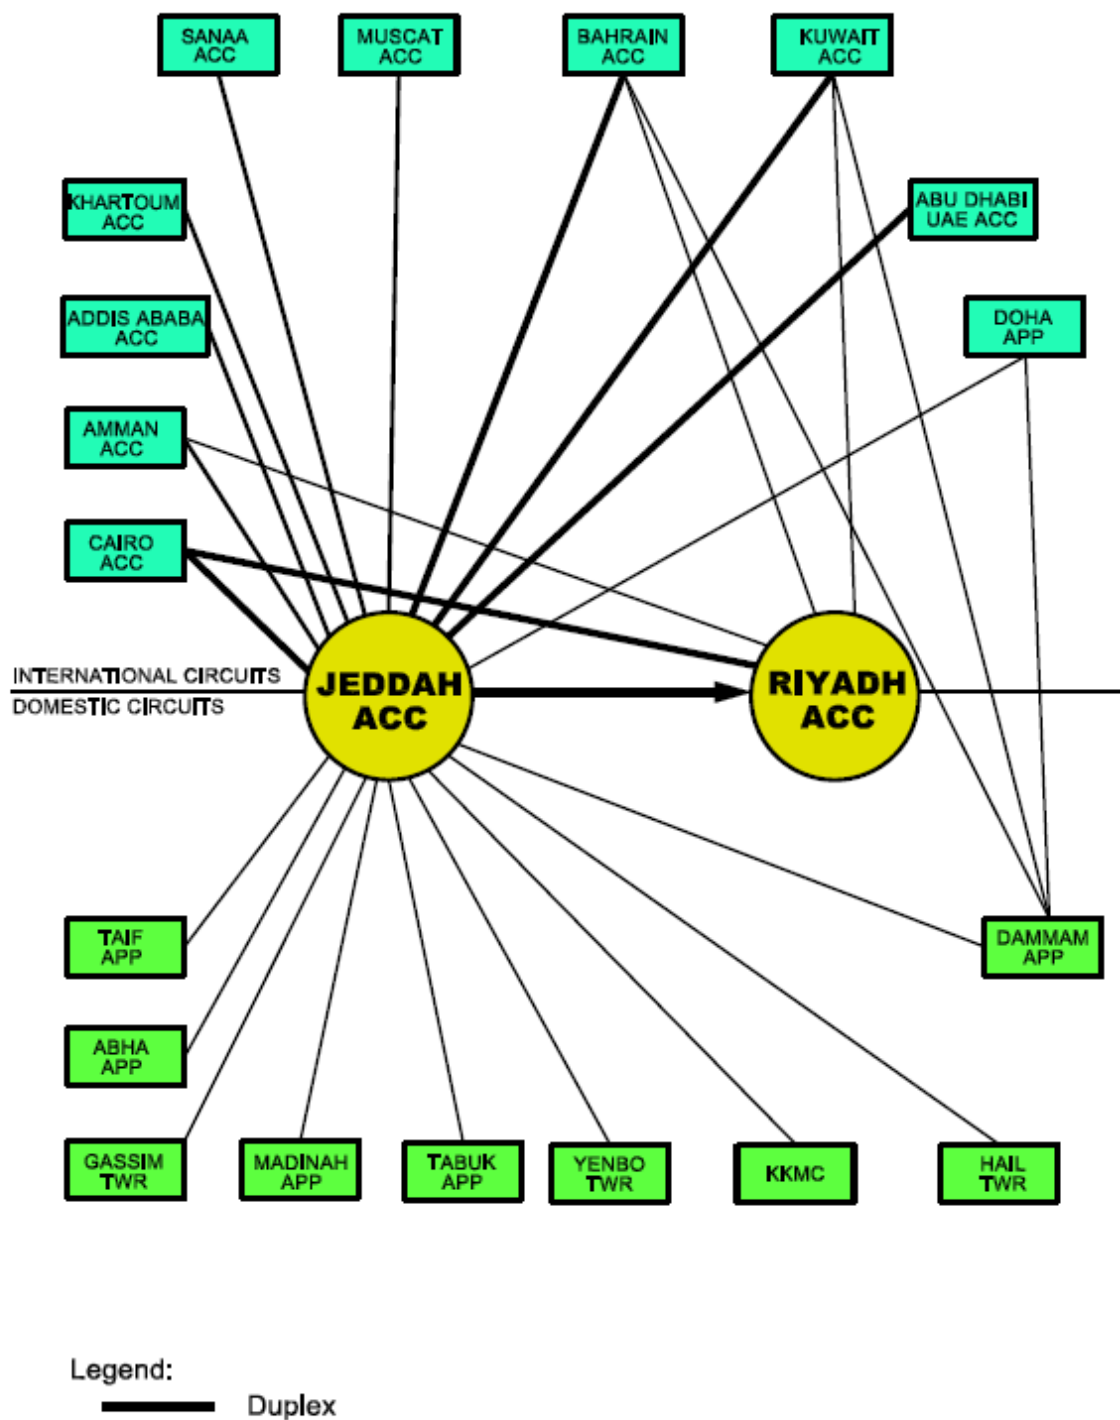 SANAA
ACC
MUSCAT
ACC
BAHRAIN
ACC
KUWAIT
ACC
KHARTOUM
ACC
ABU DHABI
UAE ACC
ADDIS ABABA
ACC
DOHA
APP
AMMAN
ACC
CAIRO
ACC
INTERNATIONAL CIRCUITS
DOMESTIC CIRCUITS
JEDDAH
ACC
RIYADH
ACC
TAIF
APP
DAMMAM
APP
ABHA
APP
GASSIM
TWR
MADINAH
APP
TABUK
APP
YENBO
TWR
KKMC
HAIL
TWR
Legend:
Duplex